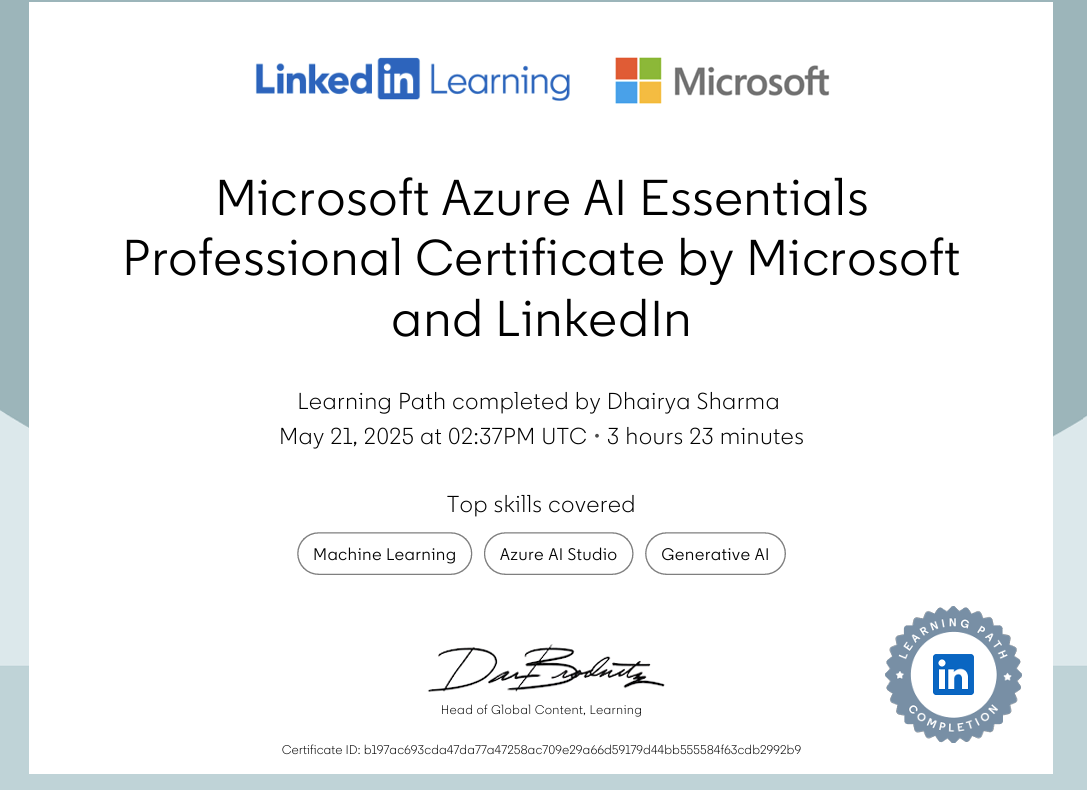 Linked in Learning Microsoft
Microsoft Azure AI Essentials
Professional Certificate by Microsoft
and LinkedIn
Learning Path completed by Dhairya Sharma
May 21, 2025 at 02:37PM UTC • 3 hours 23 minutes
Top skills covered
Machine Learning Azure AI Studio Generative AI
Head of Global Content, Learning
LEARNING PATH
in
COMPLETION
Certificate ID: b197ac693cda47da77a47258ac709e29a66d59179d44bb555584f63cdb2992b9